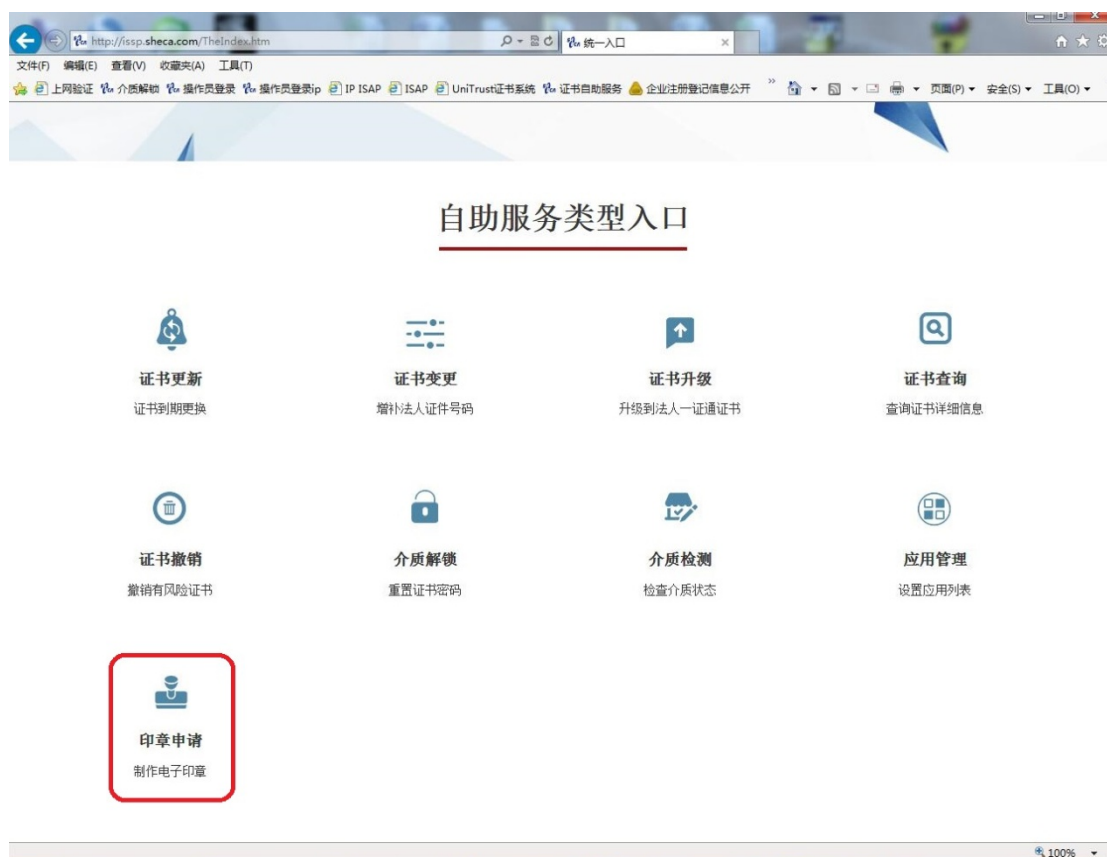 http://issp.sheca.com/TheIndex.htm
统一入口
文件(F) 编辑(E) 查看(V) 收藏夹(A) 工具(T)
上网验证 介质解锁 操作员登录 操作员登录ip IP ISAP ISAP UniTrust证书系统 证书自助服务 企业注册登记信息公开 » 页面(P) 安全(S) 工具(O)
自助服务类型入口
证书更新 证书变更 证书升级 证书查询
证书到期更换 增补法人证件号码 升级到法人一证通证书 查询证书详细信息
证书撤销 介质解锁 介质检测 应用管理
撤销有风险证书 重置证书密码 检查介质状态 设置应用列表
印章申请
制作电子印章
100%